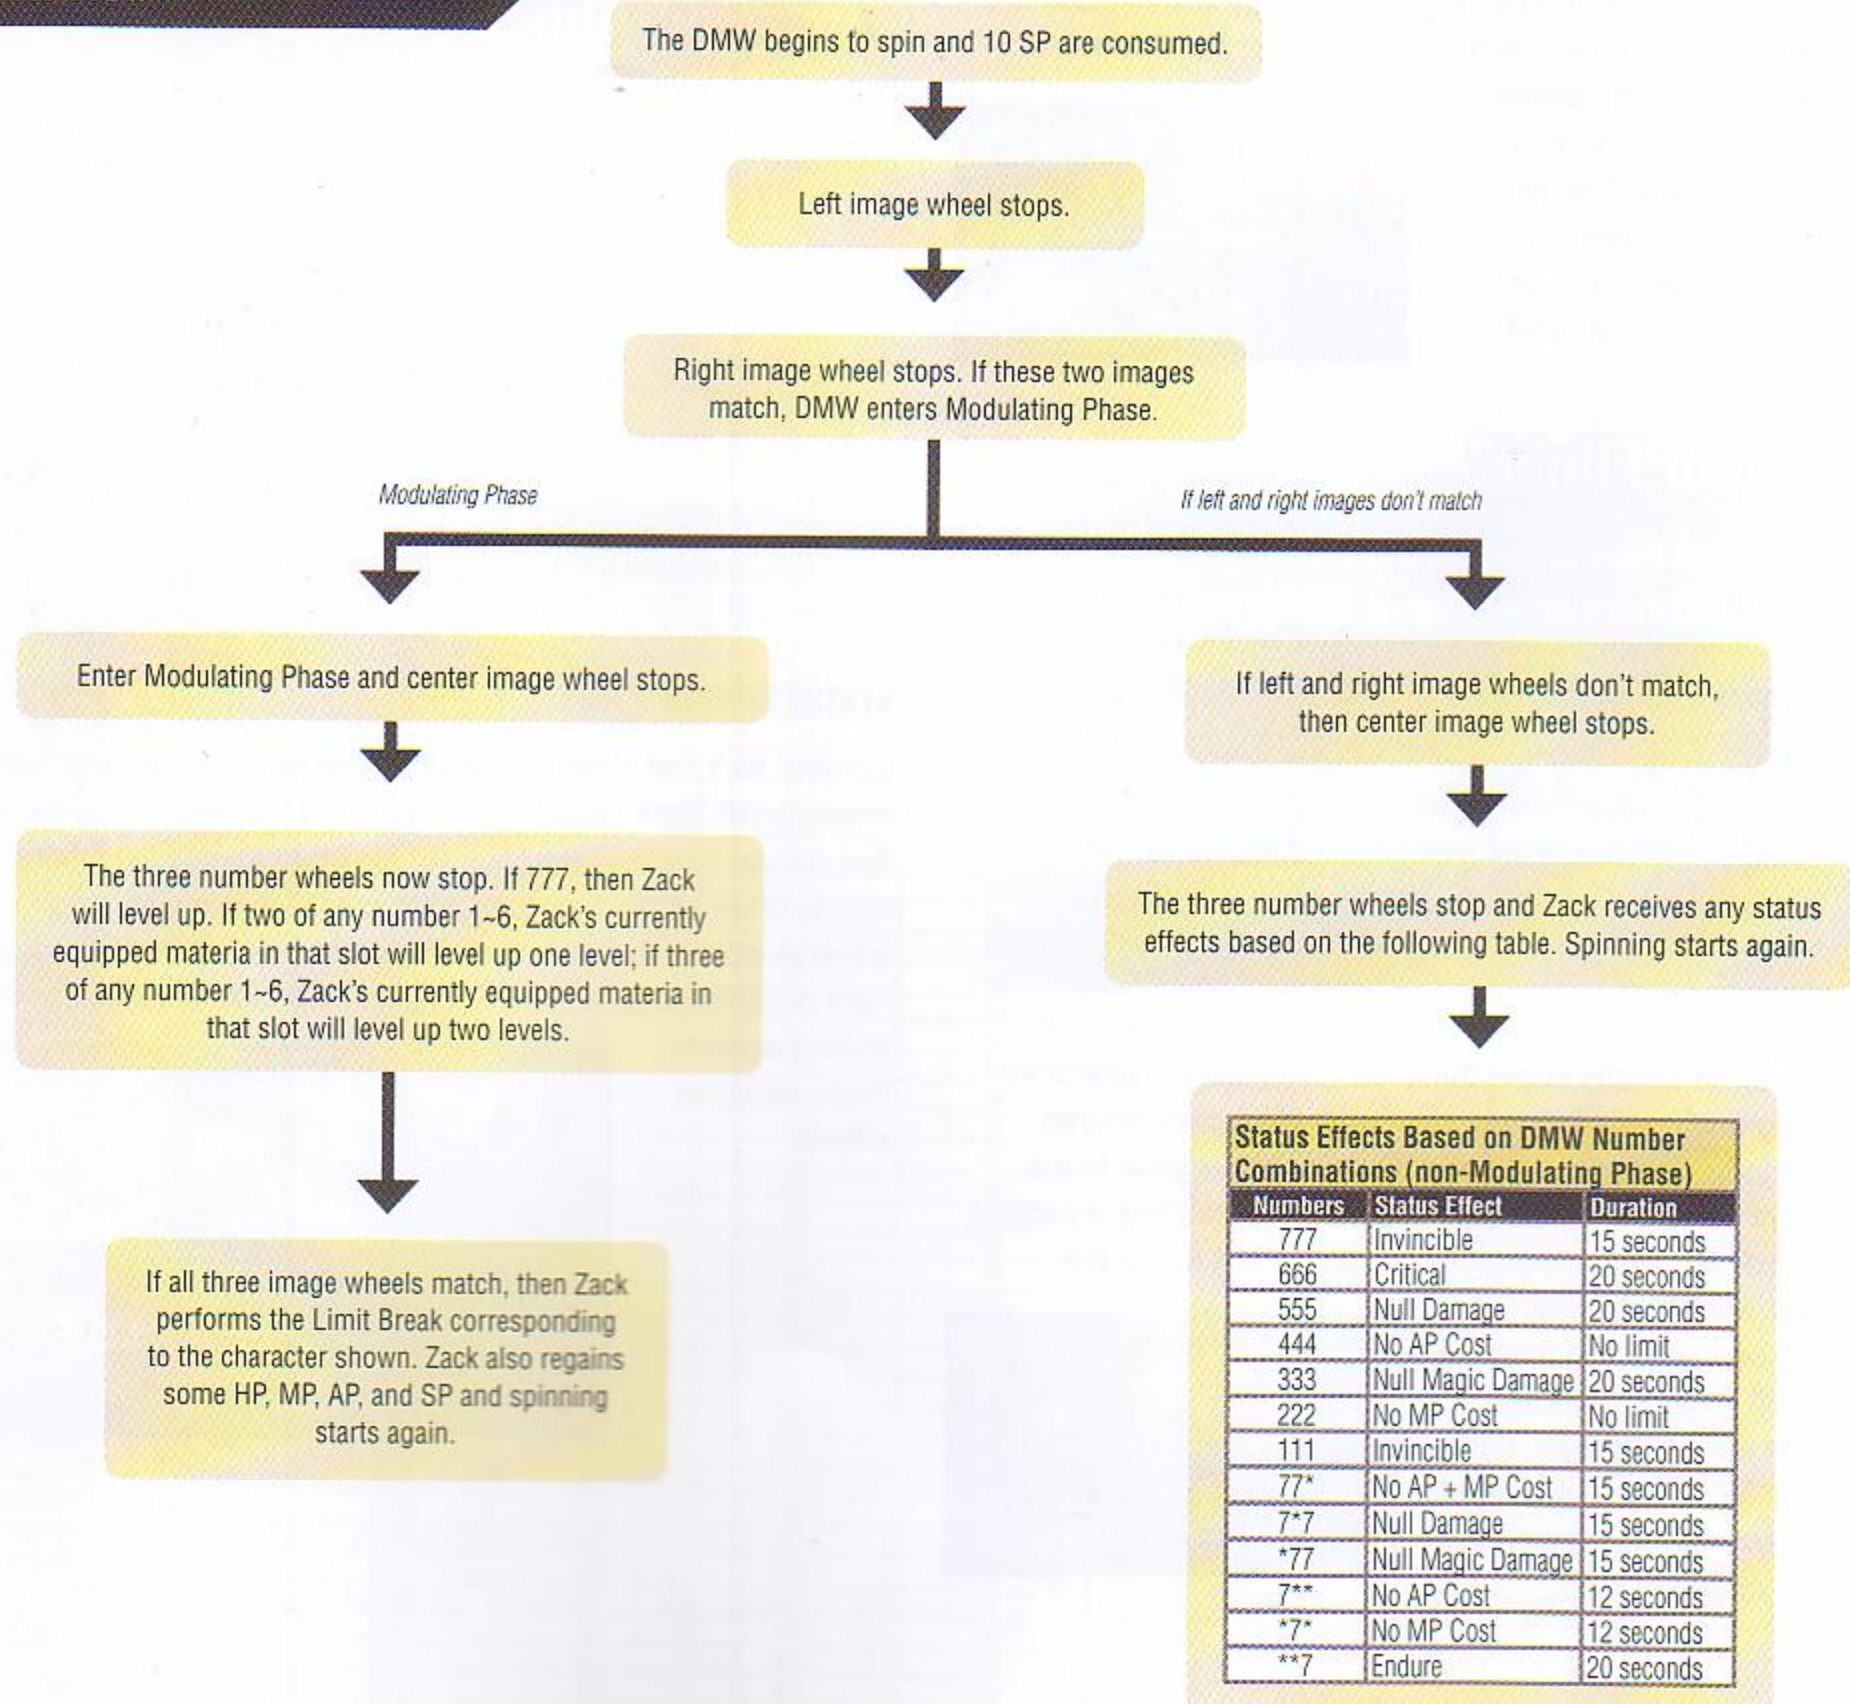 The DMW begins to spin and 10 SP are consumed.
Left image wheel stops.
Right image wheel stops. If these two images
match, DMW enters Modulating Phase.
Modulating Phase
If left and right images don't match
Enter Modulating Phase and center image wheel stops.
If left and right image wheels don't match,
then center image wheel stops.
The three number wheels now stop. If 777, then Zack
will level up. If two of any number 1~6, Zack's currently
equipped materia in that slot will level up one level; if three
of any number 1~6, Zack's currently equipped materia in
that slot will level up two levels.
The three number wheels stop and Zack receives any status
effects based on the following table. Spinning starts again.
If all three image wheels match, then Zack
performs the Limit Break corresponding
to the character shown. Zack also regains
some HP, MP, AP, and SP and spinning
starts again.
Status Effects Based on DMW Number
Combinations (non-Modulating Phase)
Numbers Status Effect Duration
777 Invincible 15 seconds
666 Critical 20 seconds
555 Null Damage 20 seconds
444 No AP Cost No limit
333 Null Magic Damage 20 seconds
222 No MP Cost No limit
111 Invincible 15 seconds
77* No AP + MP Cost 15 seconds
7*7 Null Damage 15 seconds
*77 Null Magic Damage 15 seconds
7** No AP Cost 12 seconds
*7* No MP Cost 12 seconds
**7 Endure 20 seconds